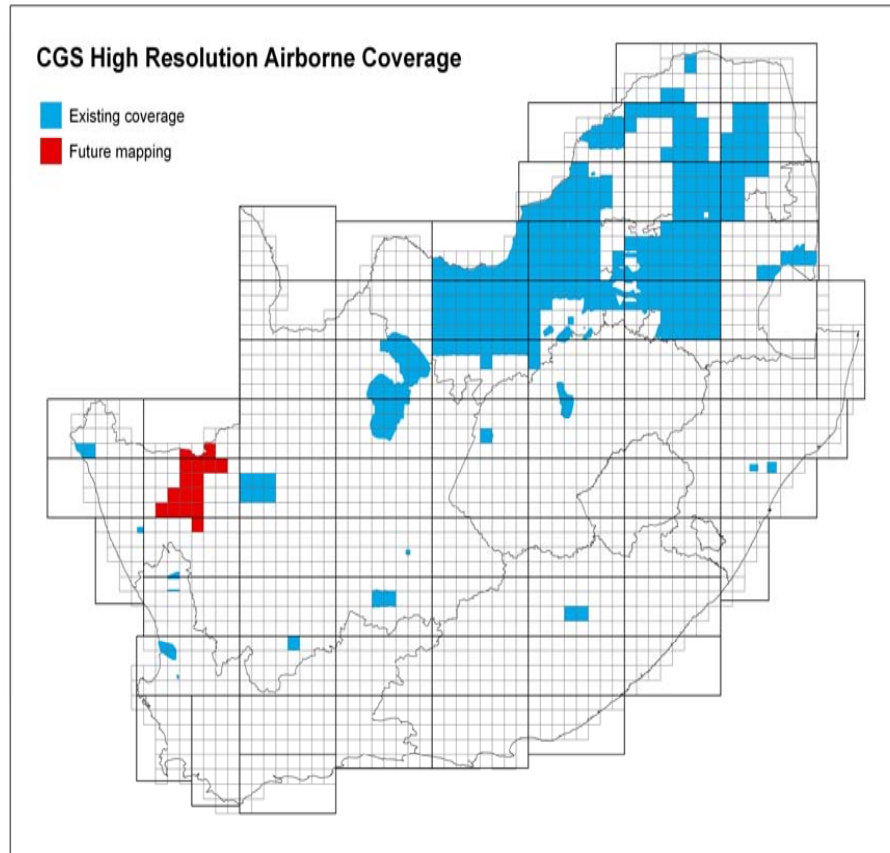 CGS High Resolution Airborne Coverage
Existing coverage
Future mapping